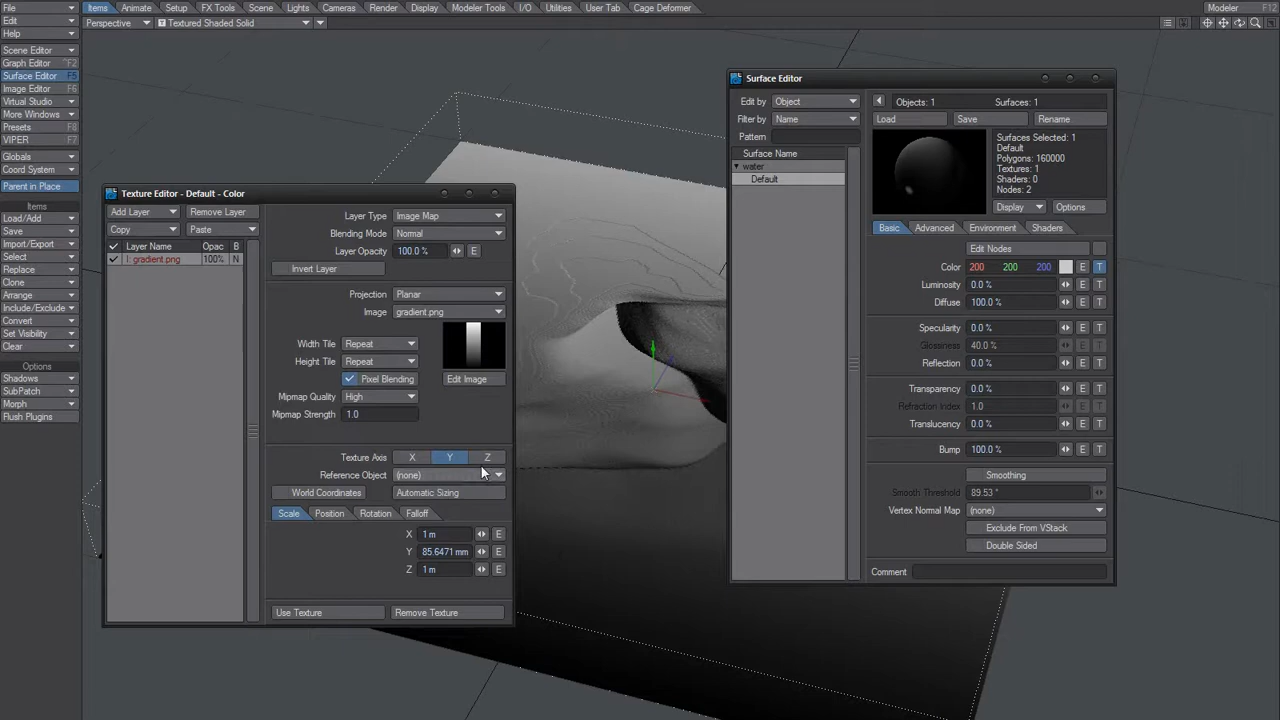 File Items Animate Setup FX Tools Scene Lights Cameras Render Display Modeler Tools I/O Utilities User Tab Cage Deformer Modeler F12
Edit Perspective T Textured Shaded Solid
Help
Scene Editor
Graph Editor ^F2
Surface Editor F5
Image Editor F6
Virtual Studio
More Windows
Presets F8
VIPER F7
Globals
Coord System
Parent in Place
Items
Load/Add
Save
Import/Export
Select
Replace
Clone
Arrange
Include/Exclude
Convert
Set Visibility
Clear
Options
Shadows
SubPatch
Morph
Flush Plugins
Texture Editor - Default - Color
Add Layer Remove Layer
Copy Paste
Layer Name Opac B
I: gradient.png 100% N
Layer Type Image Map
Blending Mode Normal
Layer Opacity 100.0 % E
Invert Layer
Projection Planar
Image gradient.png
Width Tile Repeat
Height Tile Repeat
Pixel Blending Edit Image
Mipmap Quality High
Mipmap Strength 1.0
Texture Axis X Y Z
Reference Object (none)
World Coordinates Automatic Sizing
Scale Position Rotation Falloff
X 1 m E
Y 85.6471 mm E
Z 1 m E
Use Texture Remove Texture
Surface Editor
Edit by Object
Filter by Name
Pattern
Surface Name
water
Default
Objects: 1 Surfaces: 1
Load Save Rename
Surfaces Selected: 1
Default
Polygons: 160000
Textures: 1
Shaders: 0
Nodes: 2
Display Options
Basic Advanced Environment Shaders
Edit Nodes
Color 200 200 200 E T
Luminosity 0.0 % E T
Diffuse 100.0 % E T
Specularity 0.0 % E T
Glossiness 40.0 % E T
Reflection 0.0 % E T
Transparency 0.0 % E T
Refraction Index 1.0 E T
Translucency 0.0 % E T
Bump 100.0 % E T
Smoothing
Smooth Threshold 89.53 °
Vertex Normal Map (none)
Exclude From VStack
Double Sided
Comment